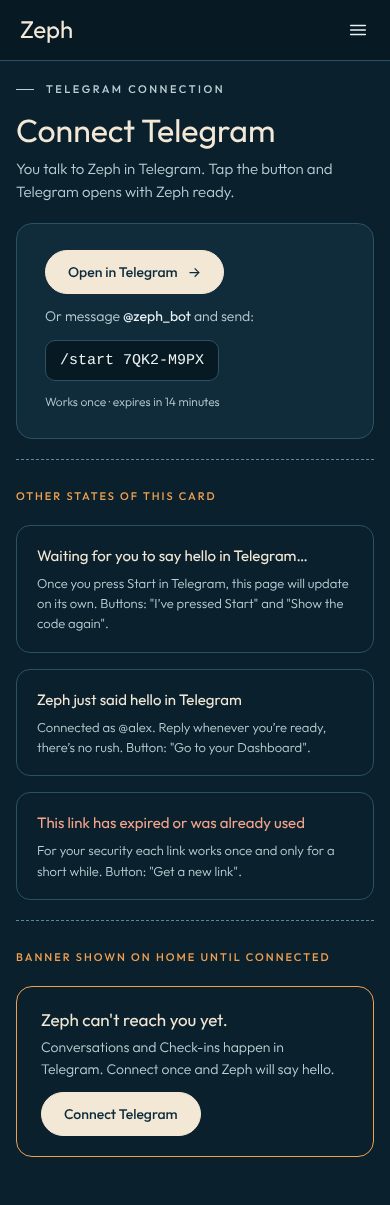 Zeph
TELEGRAM CONNECTION
Connect Telegram
You talk to Zeph in Telegram. Tap the button and
Telegram opens with Zeph ready.
Open in Telegram →
Or message @zeph_bot and send:
/start 7QK2-M9PX
Works once · expires in 14 minutes
OTHER STATES OF THIS CARD
Waiting for you to say hello in Telegram…
Once you press Start in Telegram, this page will update
on its own. Buttons: "I've pressed Start" and "Show the
code again".
Zeph just said hello in Telegram
Connected as @alex. Reply whenever you're ready,
there's no rush. Button: "Go to your Dashboard".
This link has expired or was already used
For your security each link works once and only for a
short while. Button: "Get a new link".
BANNER SHOWN ON HOME UNTIL CONNECTED
Zeph can't reach you yet.
Conversations and Check-ins happen in
Telegram. Connect once and Zeph will say hello.
Connect Telegram